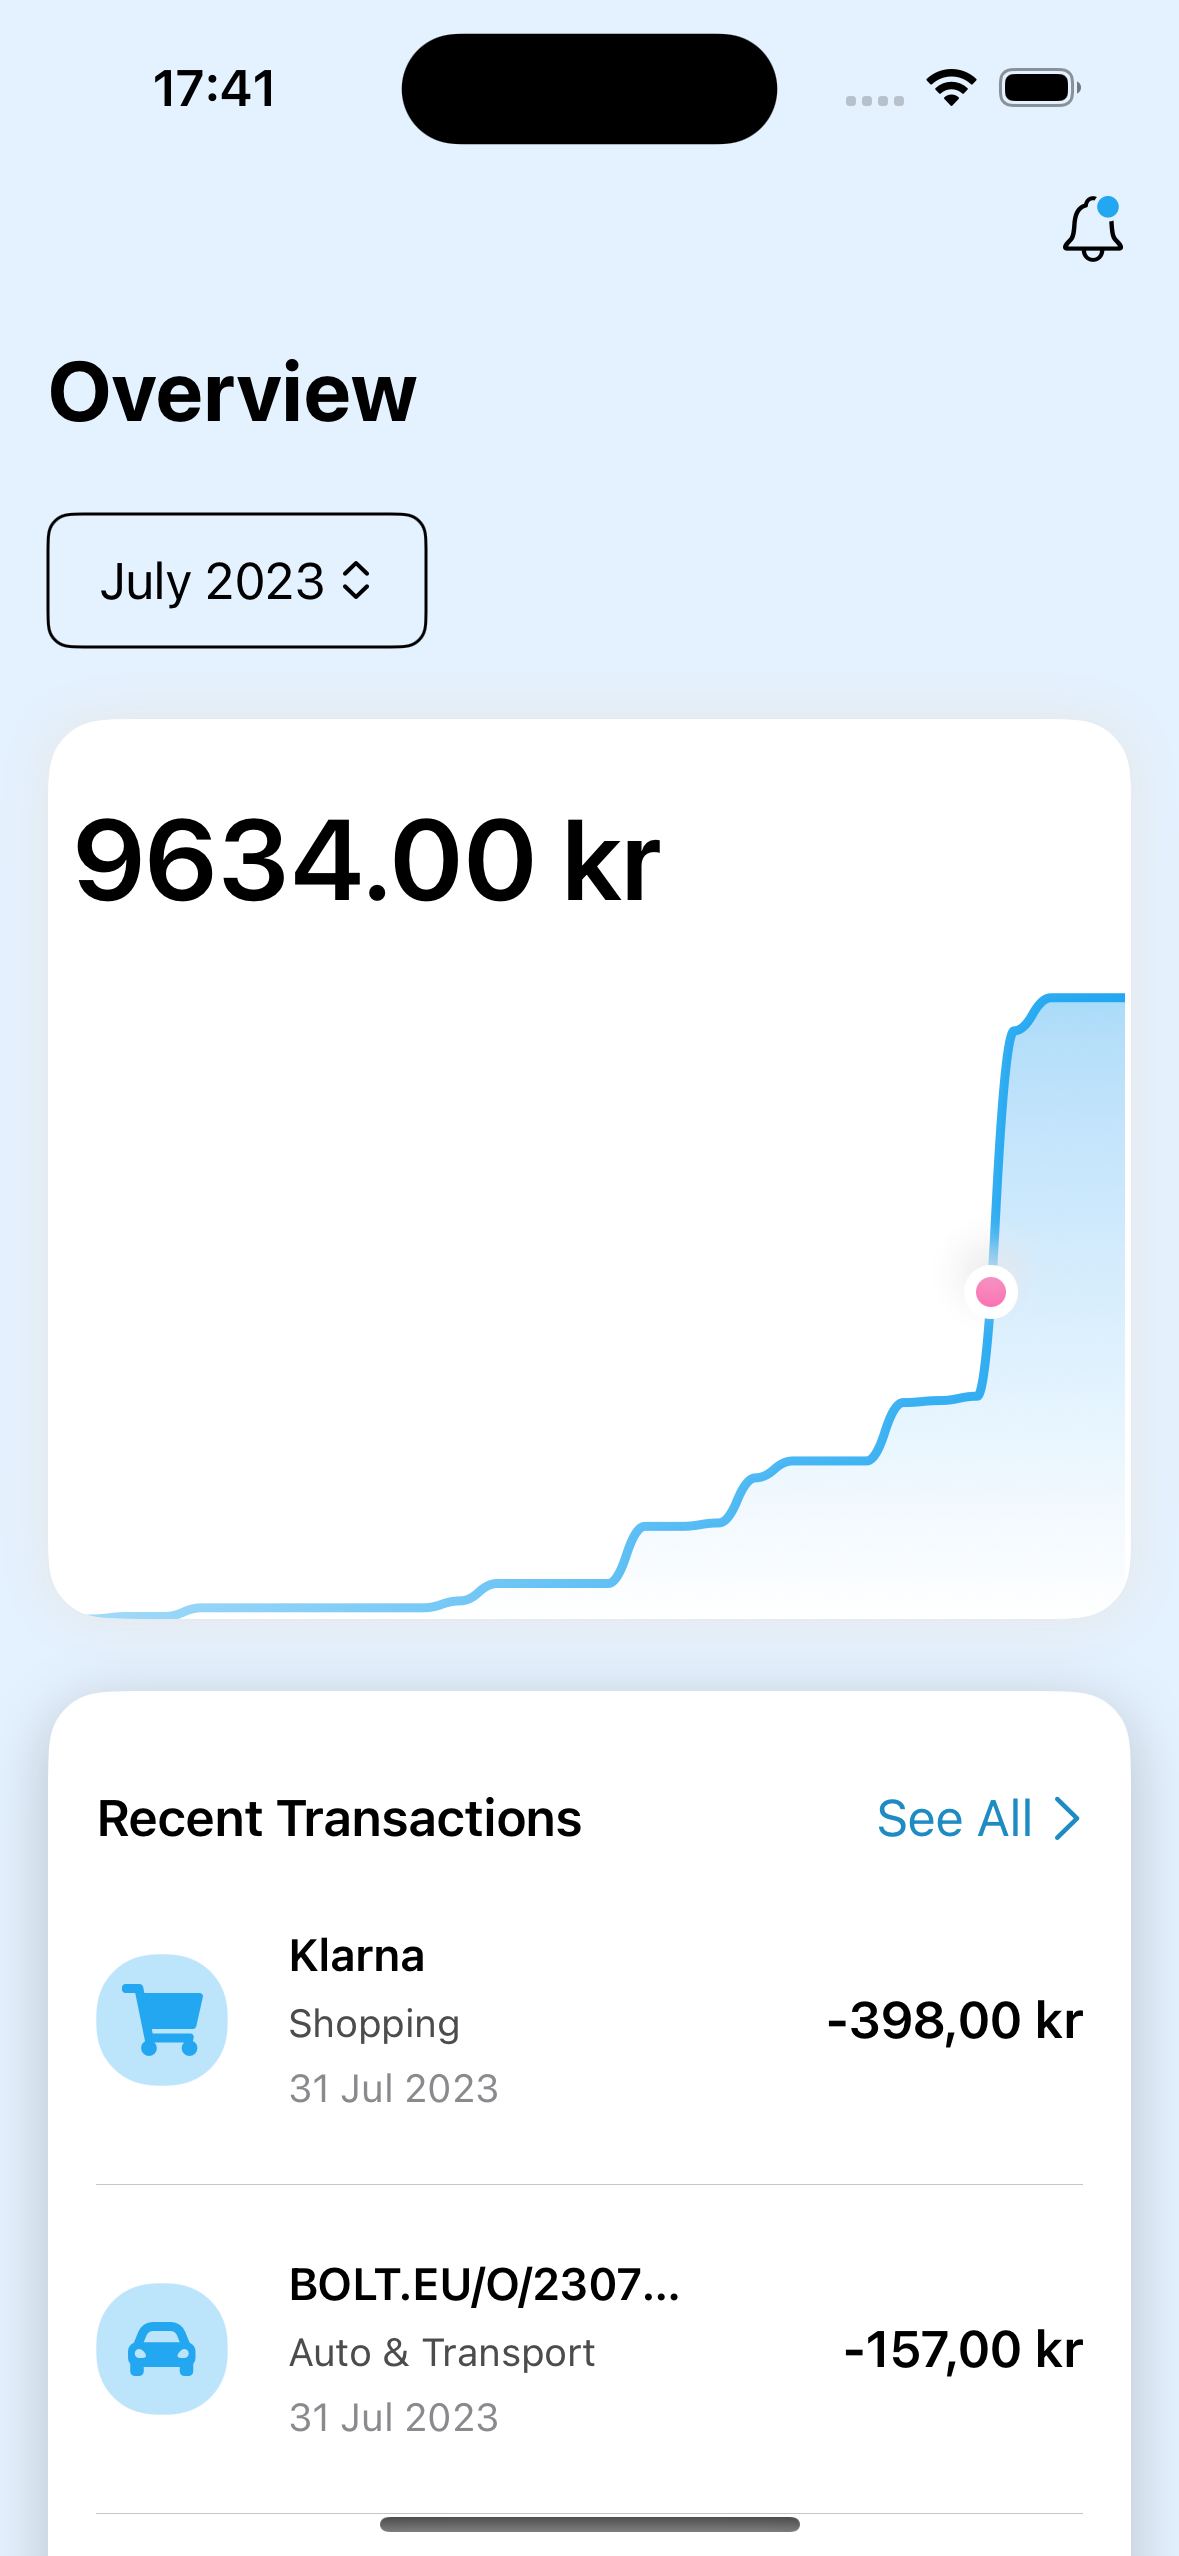 17:41
Overview
July 2023
9634.00 kr
Recent Transactions
See All
Klarna
Shopping
31 Jul 2023
-398,00 kr
BOLT.EU/O/2307...
Auto & Transport
31 Jul 2023
-157,00 kr